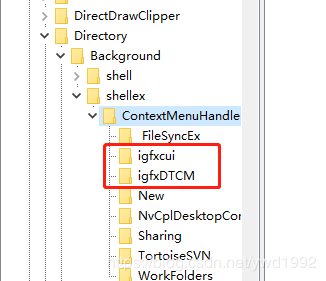 DirectDrawClipper
Directory
Background
shell
shellex
ContextMenuHandle
FileSyncEx
igfxcui
igfxDTCM
New
NvCplDesktopCor
Sharing
TortoiseSVN
WorkFolders
https://blog.csdn.net/ywd1992